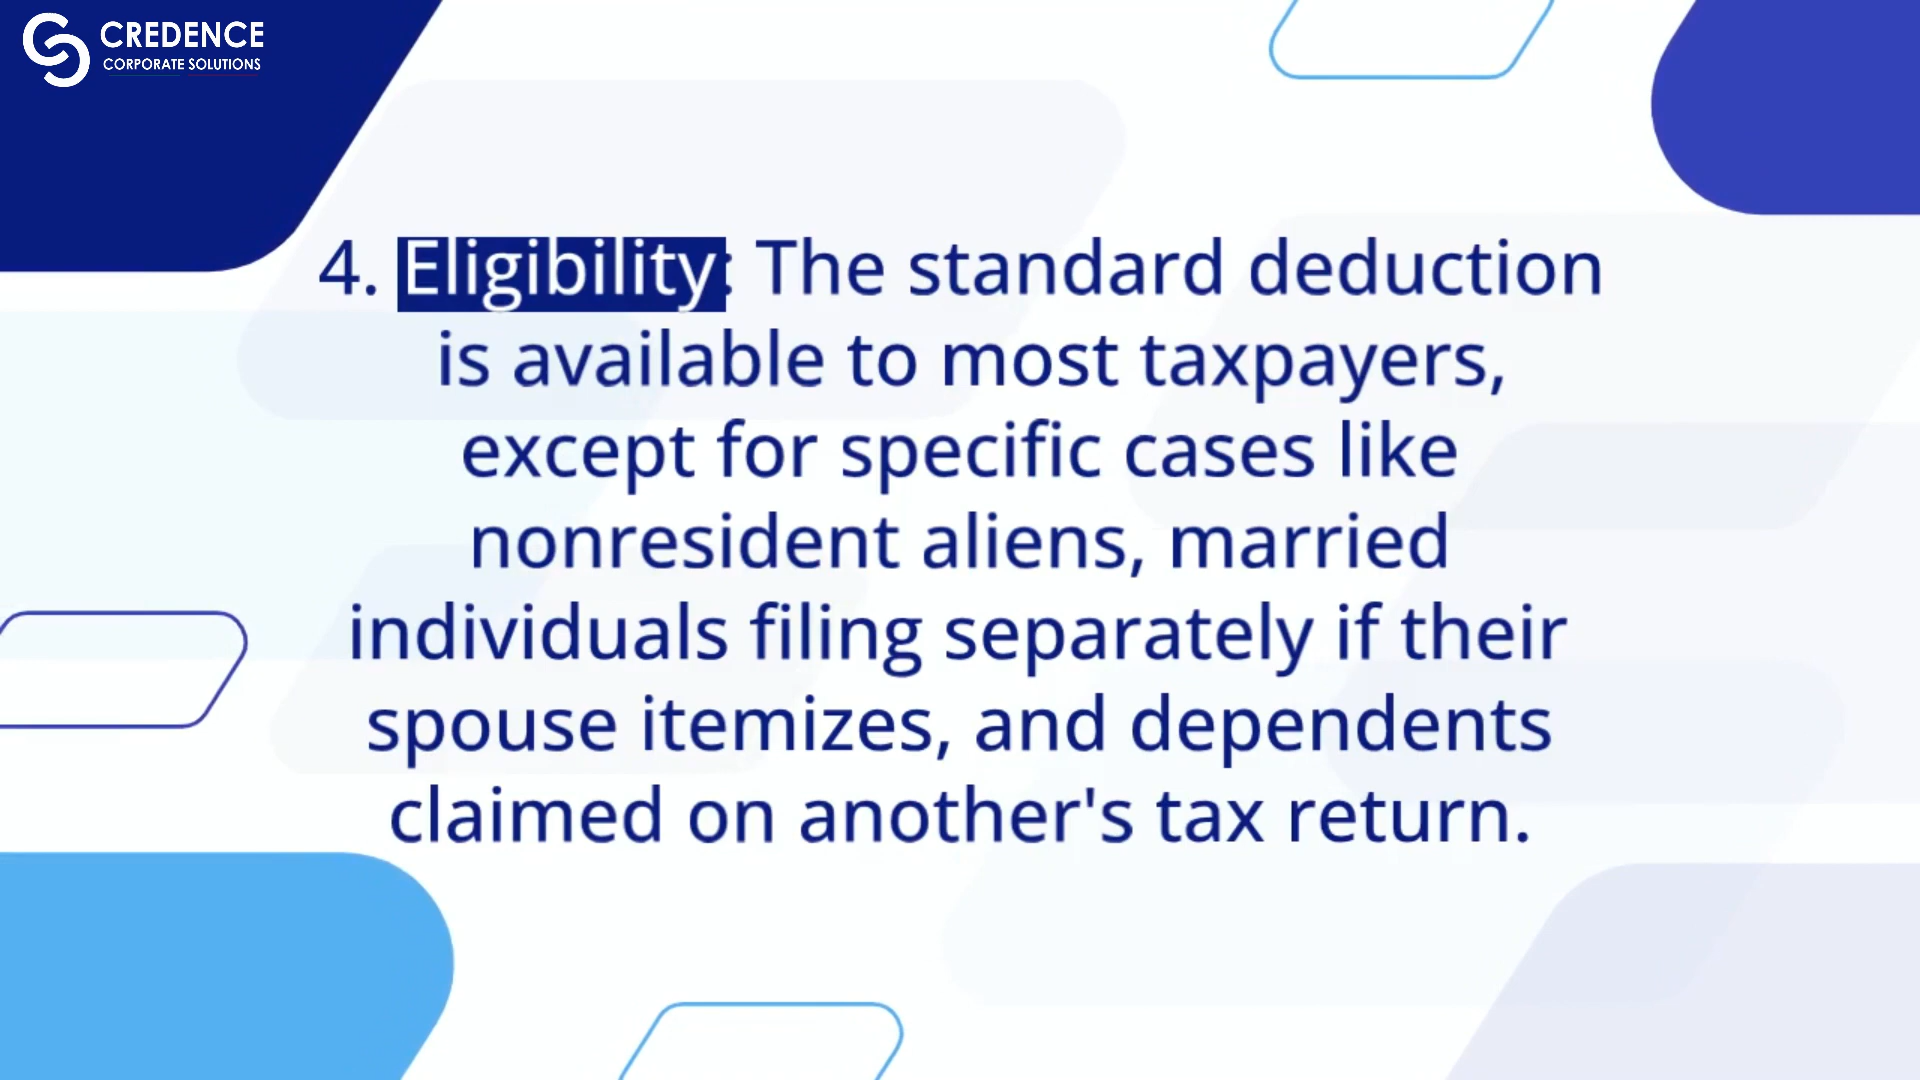 CREDENCE
CORPORATE SOLUTIONS
4. Eligibility: The standard deduction
is available to most taxpayers,
except for specific cases like
nonresident aliens, married
individuals filing separately if their
spouse itemizes, and dependents
claimed on another's tax return.